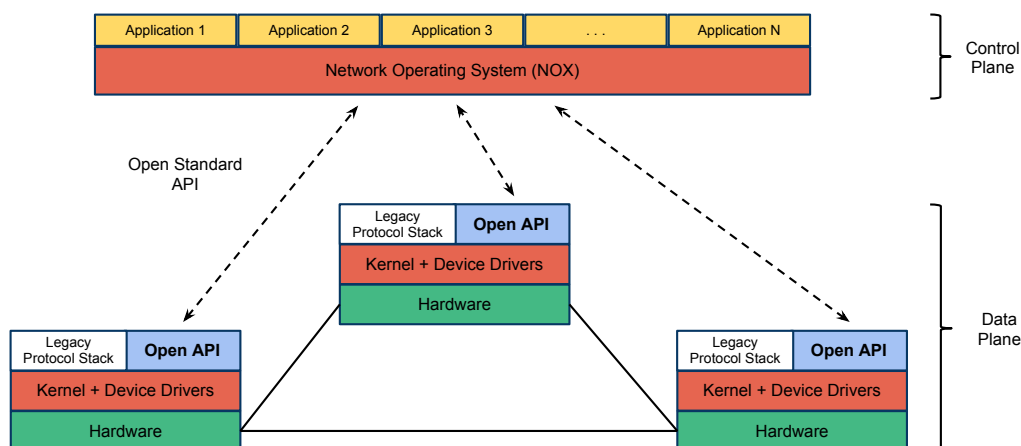 Application 1
Application 2
Application 3
. . .
Application N
Network Operating System (NOX)
Control
Plane
Open Standard
API
Legacy
Protocol Stack
Open API
Kernel + Device Drivers
Hardware
Legacy
Protocol Stack
Open API
Kernel + Device Drivers
Hardware
Legacy
Protocol Stack
Open API
Kernel + Device Drivers
Hardware
Data
Plane